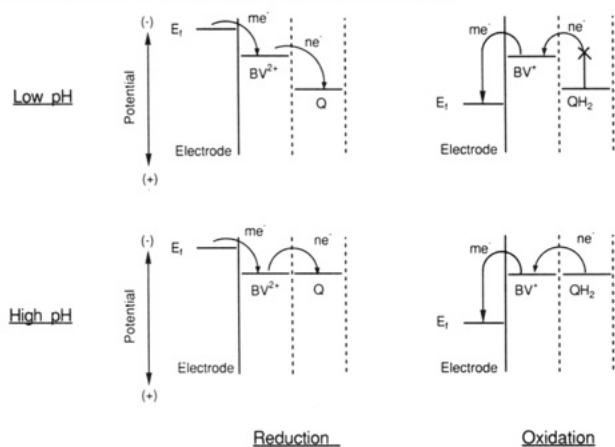 Low pH
(-)
Potential
(+)
E_f
me⁻
ne⁻
BV²⁺
Q
Electrode
me⁻
ne⁻
BV⁺
E_f
QH₂
Electrode
High pH
(-)
Potential
(+)
E_f
me⁻
ne⁻
BV²⁺
Q
Electrode
me⁻
ne⁻
BV⁺
QH₂
E_f
Electrode
Reduction
Oxidation